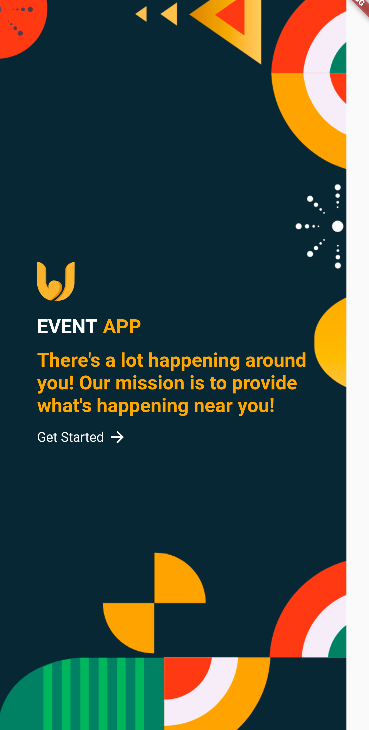 EVENT APP
There's a lot happening around
you! Our mission is to provide
what's happening near you!
Get Started